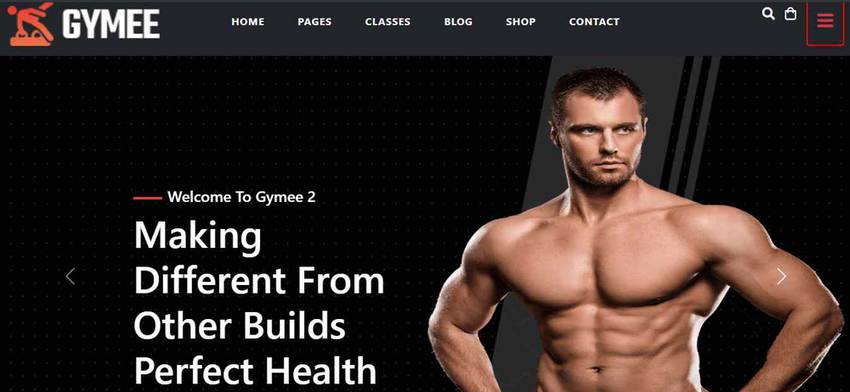 GYMEE
HOME PAGES CLASSES BLOG SHOP CONTACT
Welcome To Gymee 2
Making
Different From
Other Builds
Perfect Health